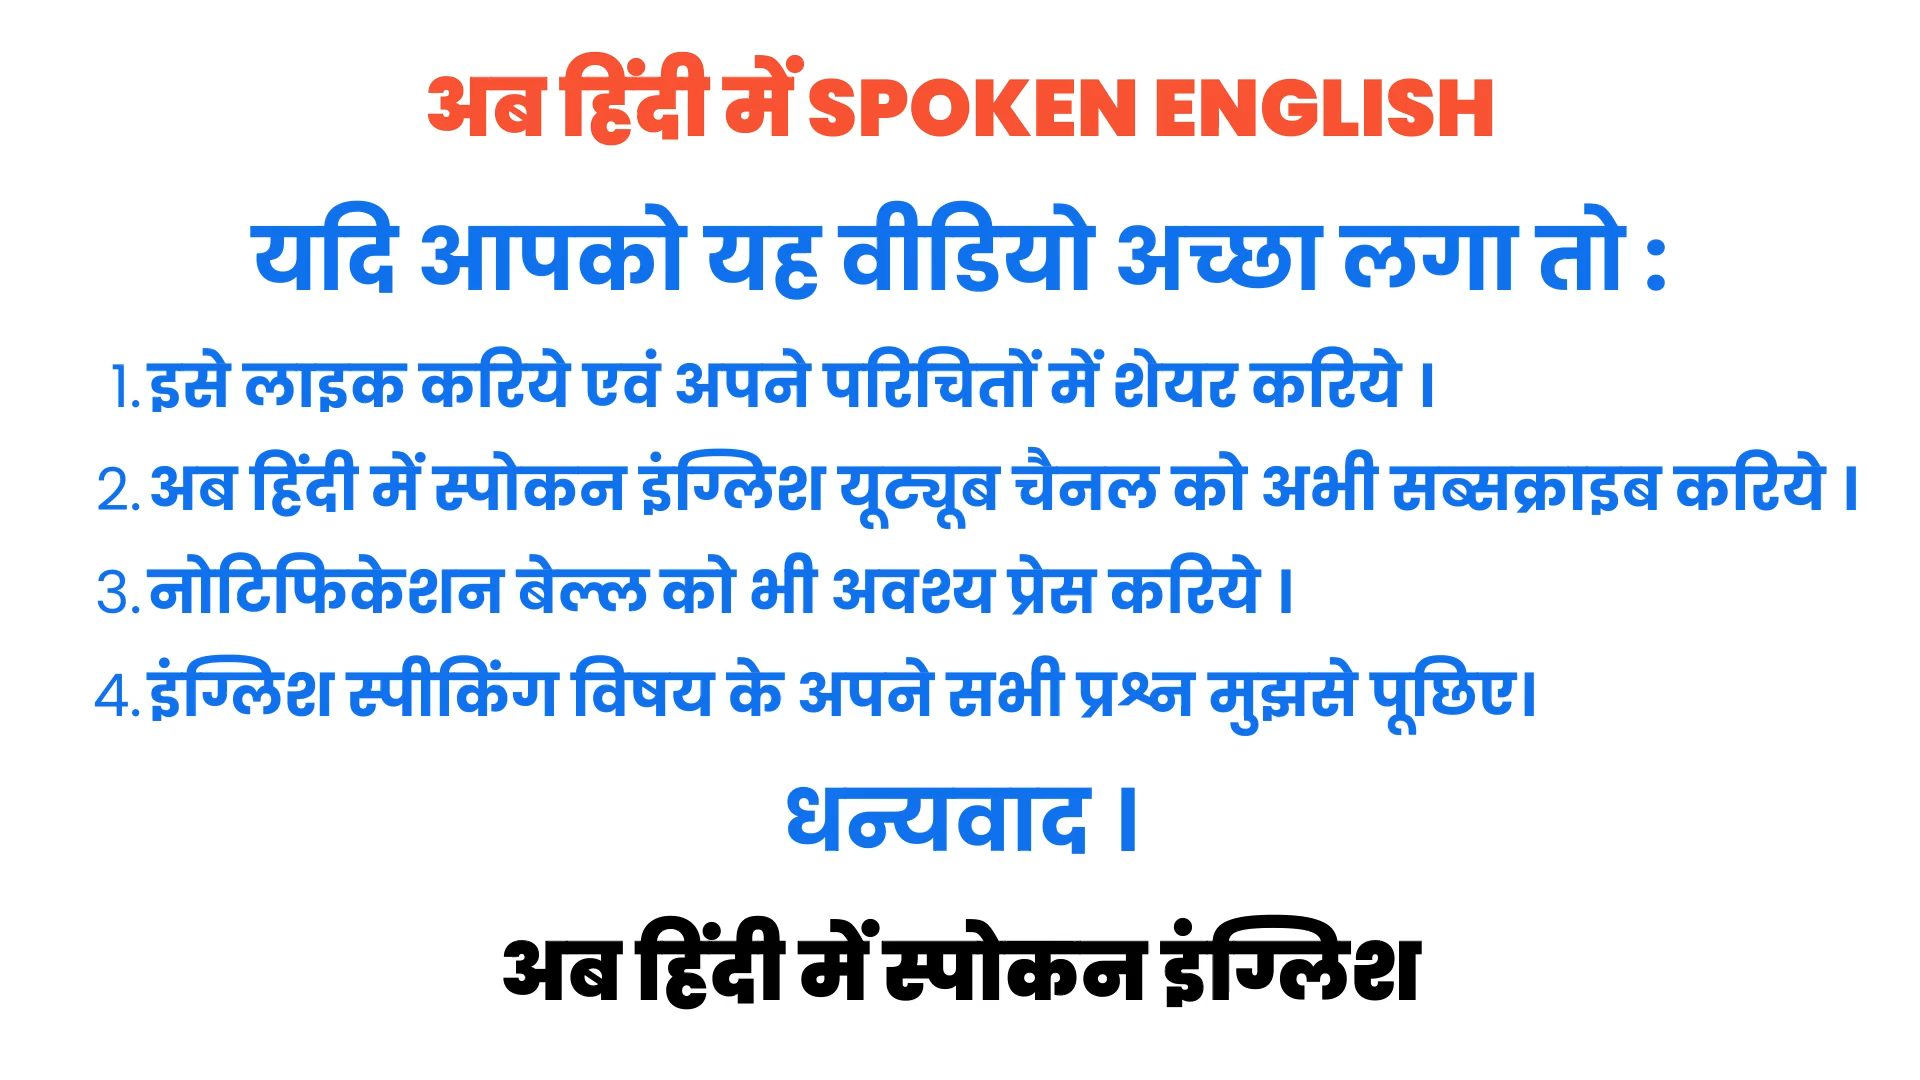 अब हिंदी में SPOKEN ENGLISH
यदि आपको यह वीडियो अच्छा लगा तो :
1. इसे लाइक करिये एवं अपने परिचितों में शेयर करिये ।
2. अब हिंदी में स्पोकन इंग्लिश यूट्यूब चैनल को अभी सब्सक्राइब करिये ।
3. नोटिफिकेशन बेल्ल को भी अवश्य प्रेस करिये ।
4. इंग्लिश स्पीकिंग विषय के अपने सभी प्रश्न मुझसे पूछिए।
धन्यवाद ।
अब हिंदी में स्पोकन इंग्लिश